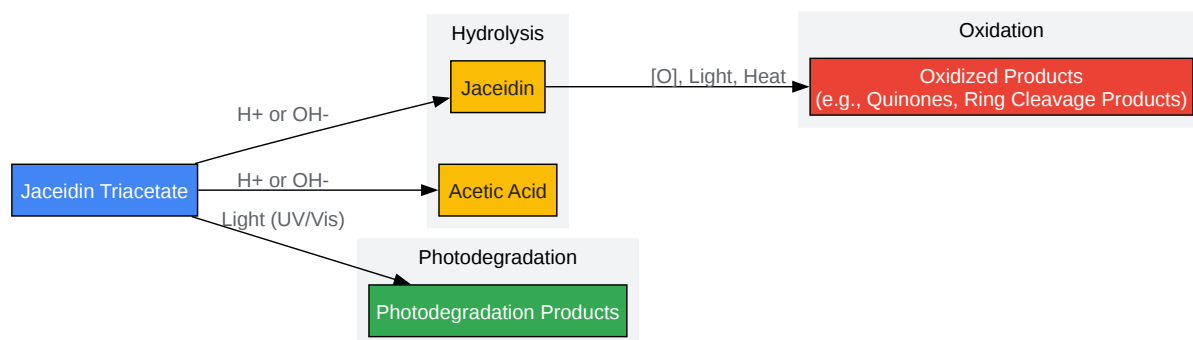 Hydrolysis
Oxidation
Jaceidin
[O], Light, Heat
Oxidized Products
(e.g., Quinones, Ring Cleavage Products)
H+ or OH-
Jaceidin Triacetate
H+ or OH-
Acetic Acid
Light (UV/Vis)
Photodegradation
Photodegradation Products